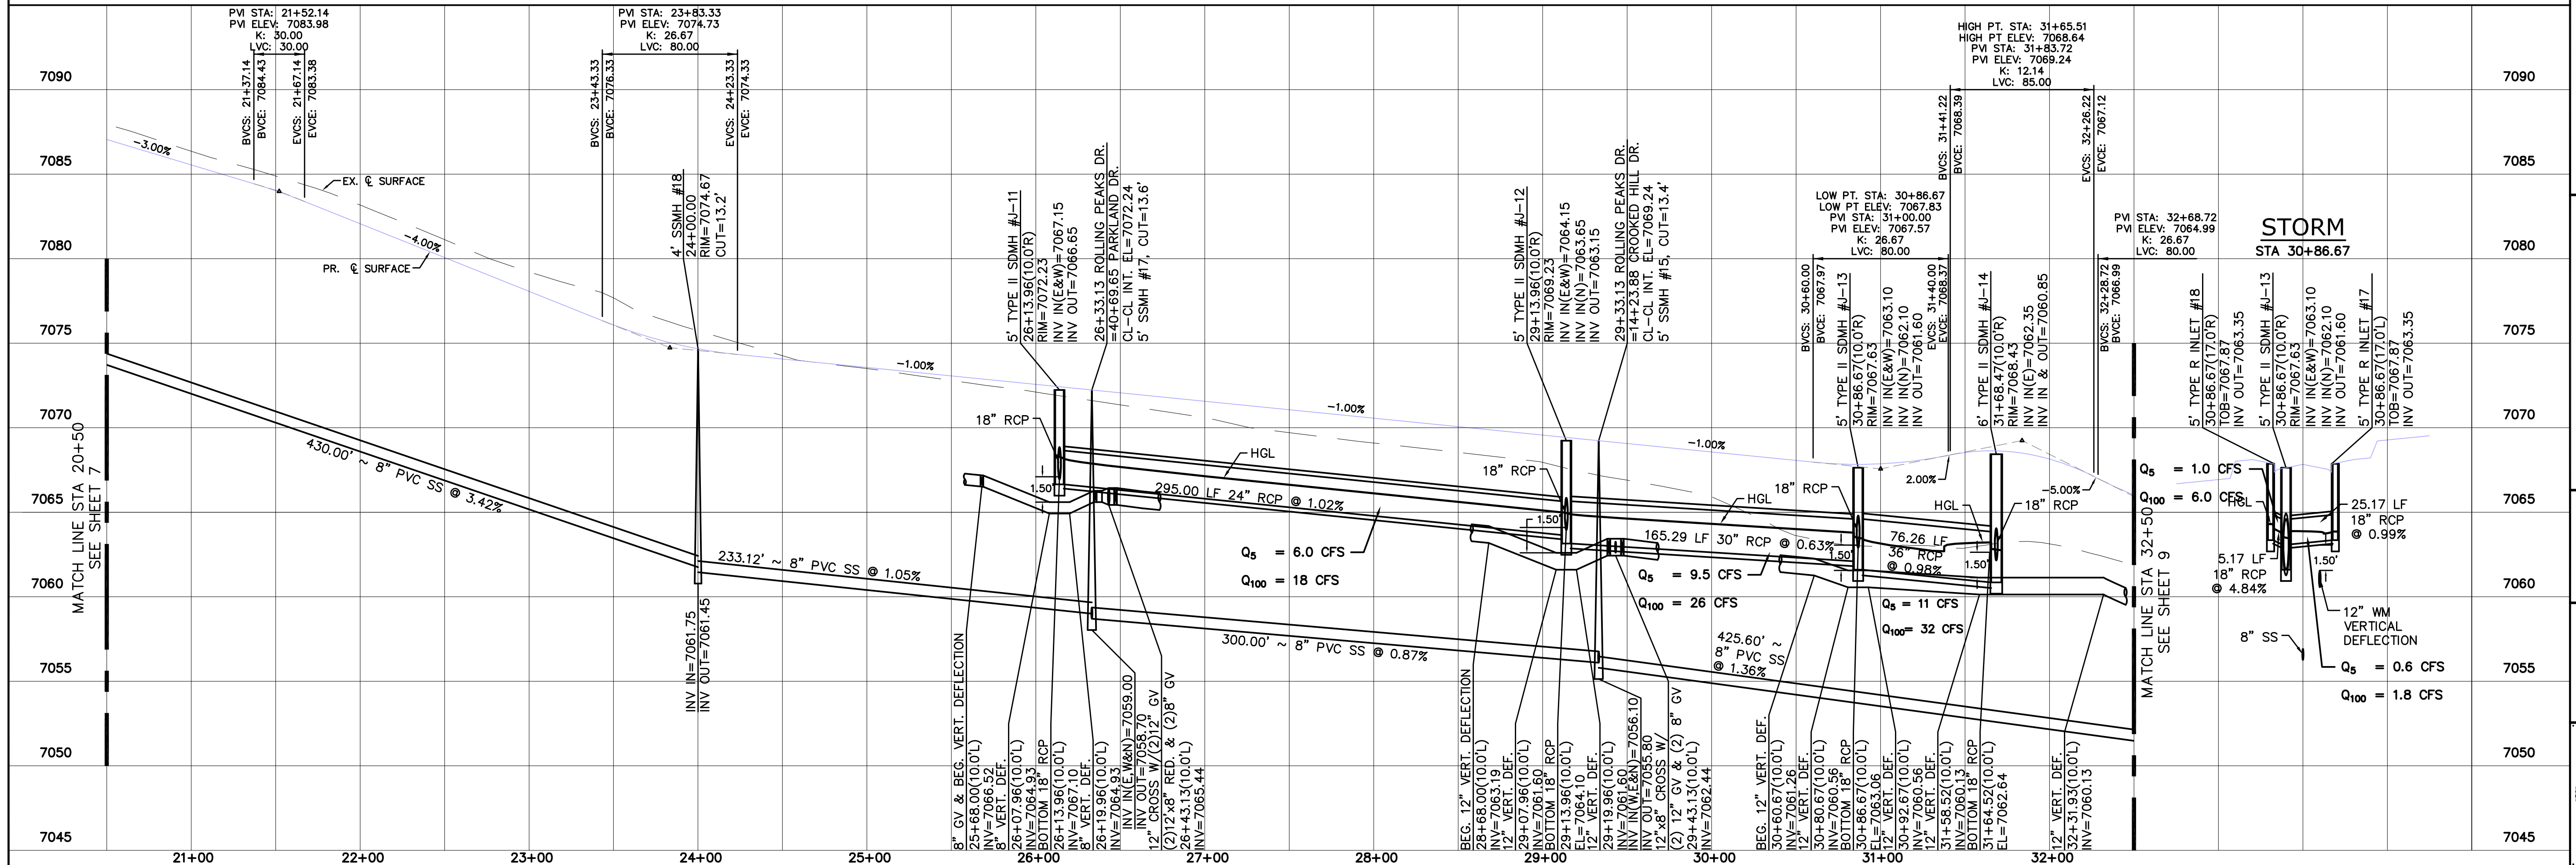 PVI STA: 21+52.14
PVI ELEV: 7083.98
K: 30.00
LVC: 30.00
BVCS: 21+37.14
BVCE: 7084.43
EVCS: 21+67.14
EVCE: 7083.38
PVI STA: 23+83.33
PVI ELEV: 7074.73
K: 26.67
LVC: 80.00
BVCS: 23+43.33
BVCE: 7076.33
EVCS: 24+23.33
EVCE: 7074.33
HIGH PT. STA: 31+65.51
HIGH PT ELEV: 7068.64
PVI STA: 31+83.72
PVI ELEV: 7069.24
K: 12.14
LVC: 85.00
BVCS: 31+41.22
BVCE: 7068.39
EVCS: 32+26.22
EVCE: 7067.12
LOW PT. STA: 30+86.67
LOW PT ELEV: 7067.83
PVI STA: 31+00.00
PVI ELEV: 7067.57
K: 26.67
LVC: 80.00
BVCS: 30+60.00
BVCE: 7067.97
EVCS: 31+40.00
EVCE: 7068.37
PVI STA: 32+68.72
PVI ELEV: 7064.99
K: 26.67
LVC: 80.00
BVCS: 32+28.72
BVCE: 7066.99
7090
7085
7080
7075
7070
7065
7060
7055
7050
7045
7090
7085
7080
7075
7070
7065
7060
7055
7050
7045
MATCH LINE STA 20+50
SEE SHEET 7
-3.00%
EX. ℄ SURFACE
-4.00%
PR. ℄ SURFACE
-1.00%
-1.00%
-1.00%
2.00%
-5.00%
4' SSMH #18
24+00.00
RIM=7074.67
CUT=13.2'
INV IN=7061.75
INV OUT=7061.45
430.00' ~ 8" PVC SS @ 3.42%
233.12' ~ 8" PVC SS @ 1.05%
300.00' ~ 8" PVC SS @ 0.87%
425.60' ~
8" PVC SS
@ 1.36%
5' TYPE II SDMH #J-11
26+13.96(10.0'R)
RIM=7072.23
INV IN(E&W)=7067.15
INV OUT=7066.65
26+33.13 ROLLING PEAKS DR.
=40+69.65 PARKLAND DR.
CL-CL INT. EL=7072.24
5' SSMH #17, CUT=13.6'
18" RCP
1.50'
HGL
295.00 LF 24" RCP @ 1.02%
Q5 = 6.0 CFS
Q100 = 18 CFS
5' TYPE II SDMH #J-12
29+13.96(10.0'R)
RIM=7069.23
INV IN(E&W)=7064.15
INV IN(N)=7063.65
INV OUT=7063.15
29+33.13 ROLLING PEAKS DR.
=14+23.88 CROOKED HILL DR.
CL-CL INT. EL=7069.24
5' SSMH #15, CUT=13.4'
18" RCP
1.50'
HGL
165.29 LF 30" RCP @ 0.63%
Q5 = 9.5 CFS
Q100 = 26 CFS
5' TYPE II SDMH #J-13
30+86.67(10.0'R)
RIM=7067.63
INV IN(E&W)=7063.10
INV IN(N)=7062.10
INV OUT=7061.60
6' TYPE II SDMH #J-14
31+68.47(10.0'R)
RIM=7068.43
INV IN(E)=7062.35
INV IN & OUT=7060.85
18" RCP
1.50'
HGL
18" RCP
76.26 LF
36" RCP
@ 0.98%
1.50'
Q5 = 11 CFS
Q100= 32 CFS
MATCH LINE STA 32+50
SEE SHEET 9
STORM
STA 30+86.67
5' TYPE R INLET #18
30+86.67(17.0'R)
TOB=7067.87
INV OUT=7063.35
5' TYPE II SDMH #J-13
30+86.67(10.0'R)
RIM=7067.63
INV IN(E&W)=7063.10
INV IN(N)=7062.10
INV OUT=7061.60
5' TYPE R INLET #17
30+86.67(17.0'L)
TOB=7067.87
INV OUT=7063.35
Q5 = 1.0 CFS
Q100 = 6.0 CFS
HGL
25.17 LF
18" RCP
@ 0.99%
5.17 LF
18" RCP
@ 4.84%
1.50'
12" WM
VERTICAL
DEFLECTION
8" SS
Q5 = 0.6 CFS
Q100 = 1.8 CFS
8" GV & BEG. VERT. DEFLECTION
25+68.00(10.0'L)
INV=7066.52
8" VERT. DEF.
26+07.96(10.0'L)
INV=7064.93
BOTTOM 18" RCP
26+13.96(10.0'L)
INV=7067.10
8" VERT. DEF.
26+19.96(10.0'L)
INV=7064.93
INV IN(E,W&N)=7059.00
INV OUT=7058.70
12" CROSS W/(2)12" GV
(2)12"x8" RED. & (2)8" GV
26+43.13(10.0'L)
INV=7065.44
BEG. 12" VERT. DEFLECTION
28+68.00(10.0'L)
INV=7063.19
12" VERT. DEF.
29+07.96(10.0'L)
INV=7061.60
BOTTOM 18" RCP
29+13.96(10.0'L)
EL=7064.10
12" VERT. DEF.
29+19.96(10.0'L)
INV=7061.60
INV IN(W,E&N)=7056.10
INV OUT=7055.80
12"x8" CROSS W/
(2) 12" GV & (2) 8" GV
29+43.13(10.0'L)
INV=7062.44
BEG. 12" VERT. DEF.
30+60.67(10.0'L)
INV=7061.26
12" VERT. DEF.
30+80.67(10.0'L)
INV=7060.56
BOTTOM 18" RCP
30+86.67(10.0'L)
EL=7063.06
12" VERT. DEF.
30+92.67(10.0'L)
INV=7060.56
12" VERT. DEF.
31+58.52(10.0'L)
INV=7060.13
BOTTOM 18" RCP
31+64.52(10.0'L)
EL=7062.64
12" VERT. DEF.
32+31.93(10.0'L)
INV=7060.13
21+00
22+00
23+00
24+00
25+00
26+00
27+00
28+00
29+00
30+00
31+00
32+00